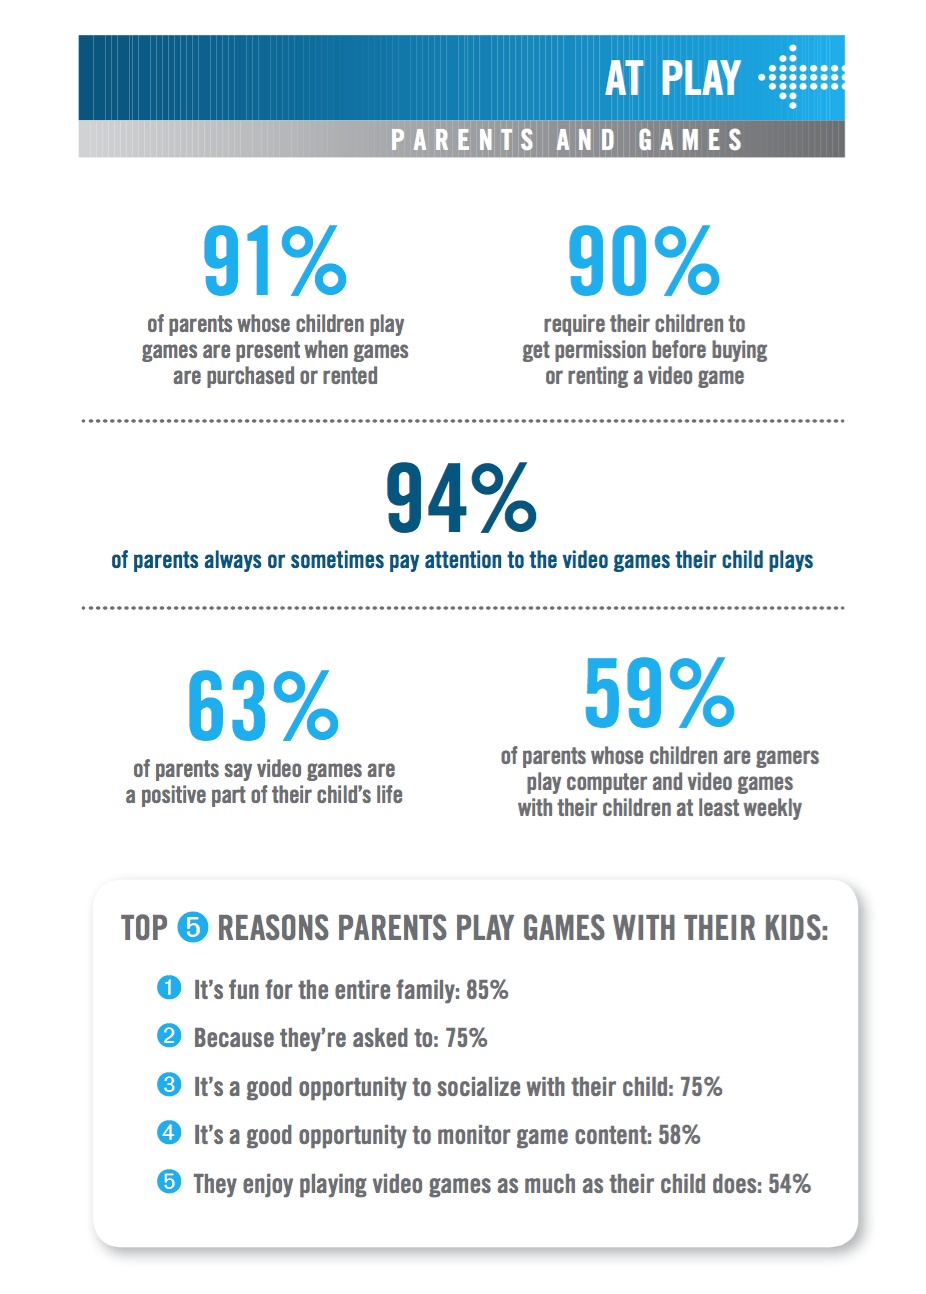 AT PLAY
PARENTS AND GAMES
91%
of parents whose children play
games are present when games
are purchased or rented
90%
require their children to
get permission before buying
or renting a video game
94%
of parents always or sometimes pay attention to the video games their child plays
63%
of parents say video games are
a positive part of their child’s life
59%
of parents whose children are gamers
play computer and video games
with their children at least weekly
TOP 5 REASONS PARENTS PLAY GAMES WITH THEIR KIDS:
1 It’s fun for the entire family: 85%
2 Because they’re asked to: 75%
3 It’s a good opportunity to socialize with their child: 75%
4 It’s a good opportunity to monitor game content: 58%
5 They enjoy playing video games as much as their child does: 54%